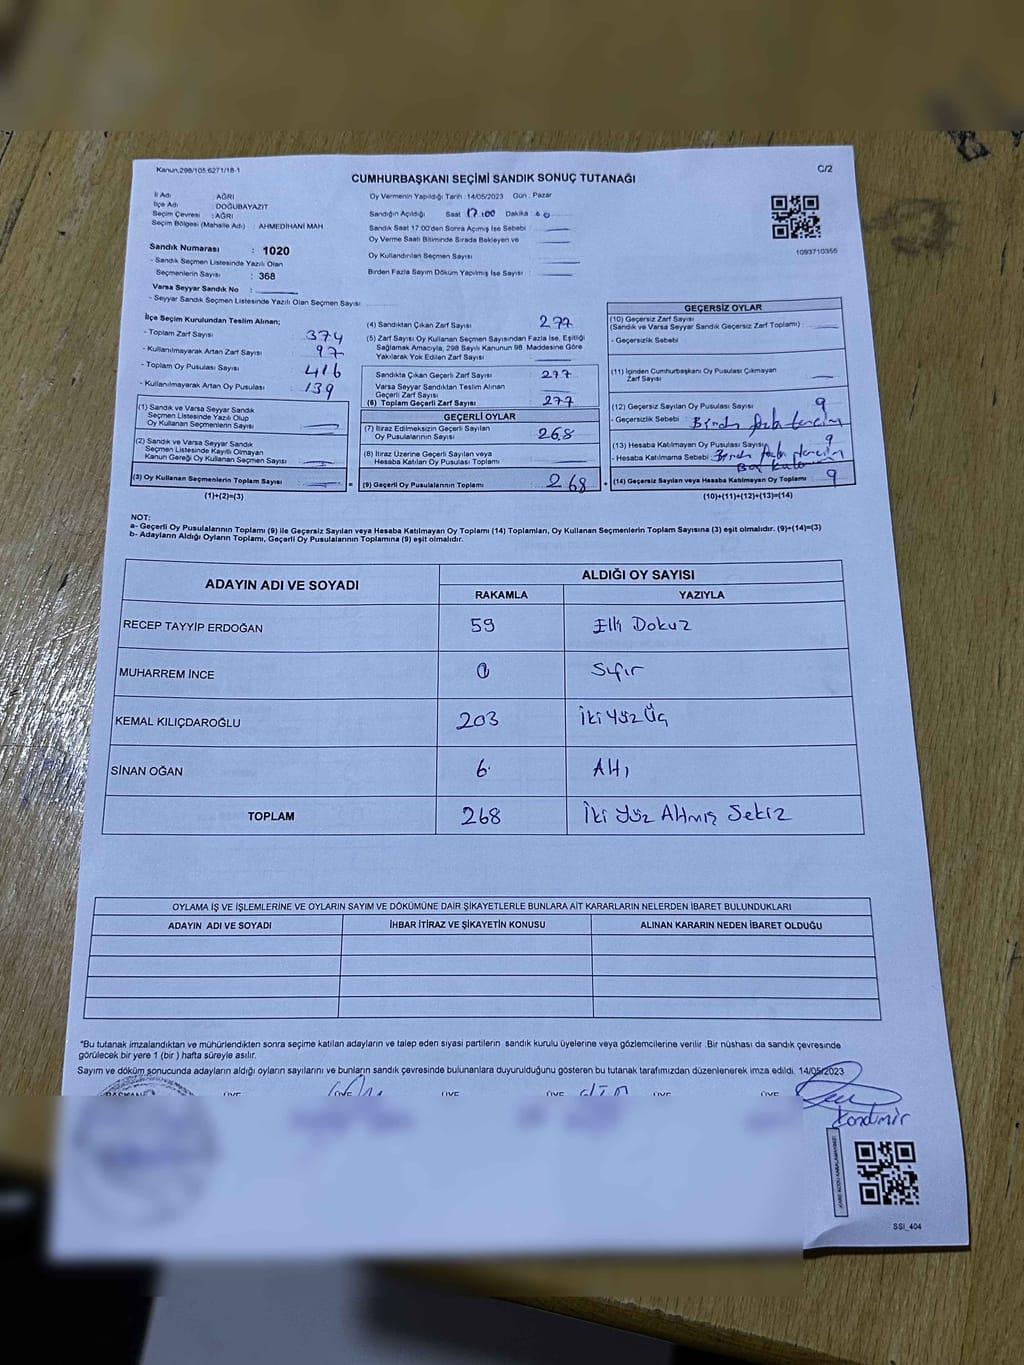 Kanun,298/105;6271/18-1
C/2
CUMHURBAŞKANI SEÇİMİ SANDIK SONUÇ TUTANAĞI
İl Adı : AĞRI
İlçe Adı : DOĞUBAYAZIT
Seçim Çevresi : AĞRI
Seçim Bölgesi (Mahalle Adı) : AHMEDİHANİ MAH
Sandık Numarası : 1020
- Sandık Seçmen Listesinde Yazılı Olan
Seçmenlerin Sayısı : 368
Varsa Seyyar Sandık No :
- Seyyar Sandık Seçmen Listesinde Yazılı Olan Seçmen Sayısı
Oy Vermenin Yapıldığı Tarih : 14/05/2023 Gün : Pazar
Sandığın Açıldığı Saat 17.00 Dakika
Sandık Saat 17.00'den Sonra Açımış İse Sebebi :
Oy Verme Saati Bitiminde Sırada Bekleyen ve
Oy Kullandırılan Seçmen Sayısı :
Birden Fazla Sayım Döküm Yapılmış İse Sayısı :
1093710355
İlçe Seçim Kurulundan Teslim Alınan;
- Toplam Zarf Sayısı 374
- Kullanılmayarak Artan Zarf Sayısı 97
- Toplam Oy Pusulası Sayısı 416
- Kullanılmayarak Artan Oy Pusulası 139
(1) Sandık ve Varsa Seyyar Sandık
Seçmen Listesinde Yazılı Olup
Oy Kullanan Seçmenlerin Sayısı
(2) Sandık ve Varsa Seyyar Sandık
Seçmen Listesinde Kayıtlı Olmayan
Kanun Gereği Oy Kullanan Seçmen Sayısı
(3) Oy Kullanan Seçmenlerin Toplam Sayısı
(1)+(2)=(3)
(4) Sandıktan Çıkan Zarf Sayısı 277
(5) Zarf Sayısı Oy Kullanan Seçmen Sayısından Fazla İse, Eşitliği
Sağlamak Amacıyla, 298 Sayılı Kanunun 98. Maddesine Göre
Yakılarak Yok Edilen Zarf Sayısı
Sandıkta Çıkan Geçerli Zarf Sayısı 277
Varsa Seyyar Sandıktan Teslim Alınan
Geçerli Zarf Sayısı
(6) Toplam Geçerli Zarf Sayısı 277
GEÇERLİ OYLAR
(7) İtiraz Edilmeksizin Geçerli Sayılan
Oy Pusulalarının Sayısı 268
(8) İtiraz Üzerine Geçerli Sayılan veya
Hesaba Katılan Oy Pusulası Toplamı
= (9) Geçerli Oy Pusulalarının Toplamı 268
GEÇERSİZ OYLAR
(10) Geçersiz Zarf Sayısı
(Sandık ve Varsa Seyyar Sandık Geçersiz Zarf Toplamı)
- Geçersizlik Sebebi
(11) İçinden Cumhurbaşkanı Oy Pusulası Çıkmayan
Zarf Sayısı
(12) Geçersiz Sayılan Oy Pusulası Sayısı 9
- Geçersizlik Sebebi Birden fazla tercim
(13) Hesaba Katılmayan Oy Pusulası Sayısı 9
- Hesaba Katılmama Sebebi Birden fazla tercim
+ (14) Geçersiz Sayılan veya Hesaba Katılmayan Oy Toplamı 9
(10)+(11)+(12)+(13)=(14)
NOT:
a- Geçerli Oy Pusulalarının Toplamı (9) ile Geçersiz Sayılan veya Hesaba Katılmayan Oy Toplamı (14) Toplamları, Oy Kullanan Seçmenlerin Toplam Sayısına (3) eşit olmalıdır. (9)+(14)=(3)
b- Adayların Aldığı Oyların Toplamı, Geçerli Oy Pusulalarının Toplamına (9) eşit olmalıdır.
ADAYIN ADI VE SOYADI
ALDIĞI OY SAYISI
RAKAMLA YAZIYLA
RECEP TAYYİP ERDOĞAN 59 Elli Dokuz
MUHARREM İNCE 0 Sıfır
KEMAL KILIÇDAROĞLU 203 İki Yüz Üç
SİNAN OĞAN 6 Altı
TOPLAM 268 İki Yüz Altmış Sekiz
OYLAMA İŞ VE İŞLEMLERİNE VE OYLARIN SAYIM VE DÖKÜMÜNE DAİR ŞİKAYETLERLE BUNLARA AİT KARARLARIN NELERDEN İBARET BULUNDUKLARI
ADAYIN ADI VE SOYADI İHBAR İTİRAZ VE ŞİKAYETİN KONUSU ALINAN KARARIN NEDEN İBARET OLDUĞU
"Bu tutanak imzalandıktan ve mühürlendikten sonra seçime katılan adayların ve talep eden siyasi partilerin sandık kurulu üyelerine veya gözlemcilerine verilir .Bir nüshası da sandık çevresinde
görülecek bir yere 1 (bir ) hafta süreyle asılır.
Sayım ve döküm sonucunda adayların aldığı oyların sayılarını ve bunların sandık çevresinde bulunanlara duyurulduğunu gösteren bu tutanak tarafımızdan düzenlenerek imza edildi. 14/05/2023
BAŞKAN ÜYE ÜYE ÜYE ÜYE ÜYE ÜYE
SSI_404